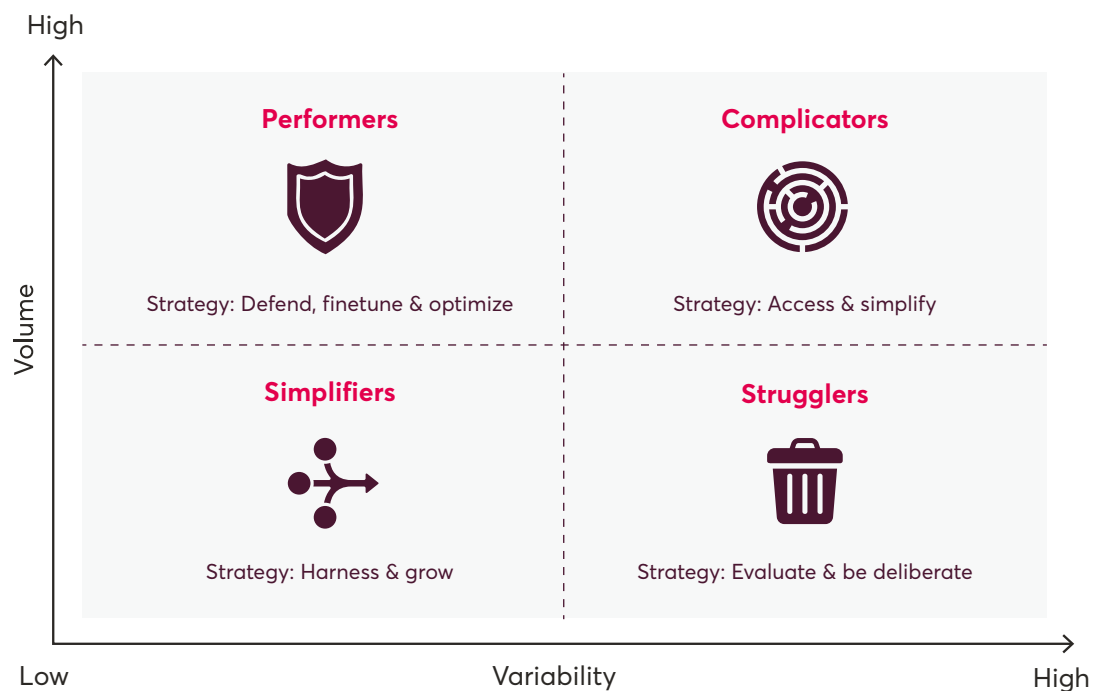 High
Performers
Complicators
Strategy: Defend, finetune & optimize
Strategy: Access & simplify
Volume
Simplifiers
Strugglers
Strategy: Harness & grow
Strategy: Evaluate & be deliberate
Low
Variability
High